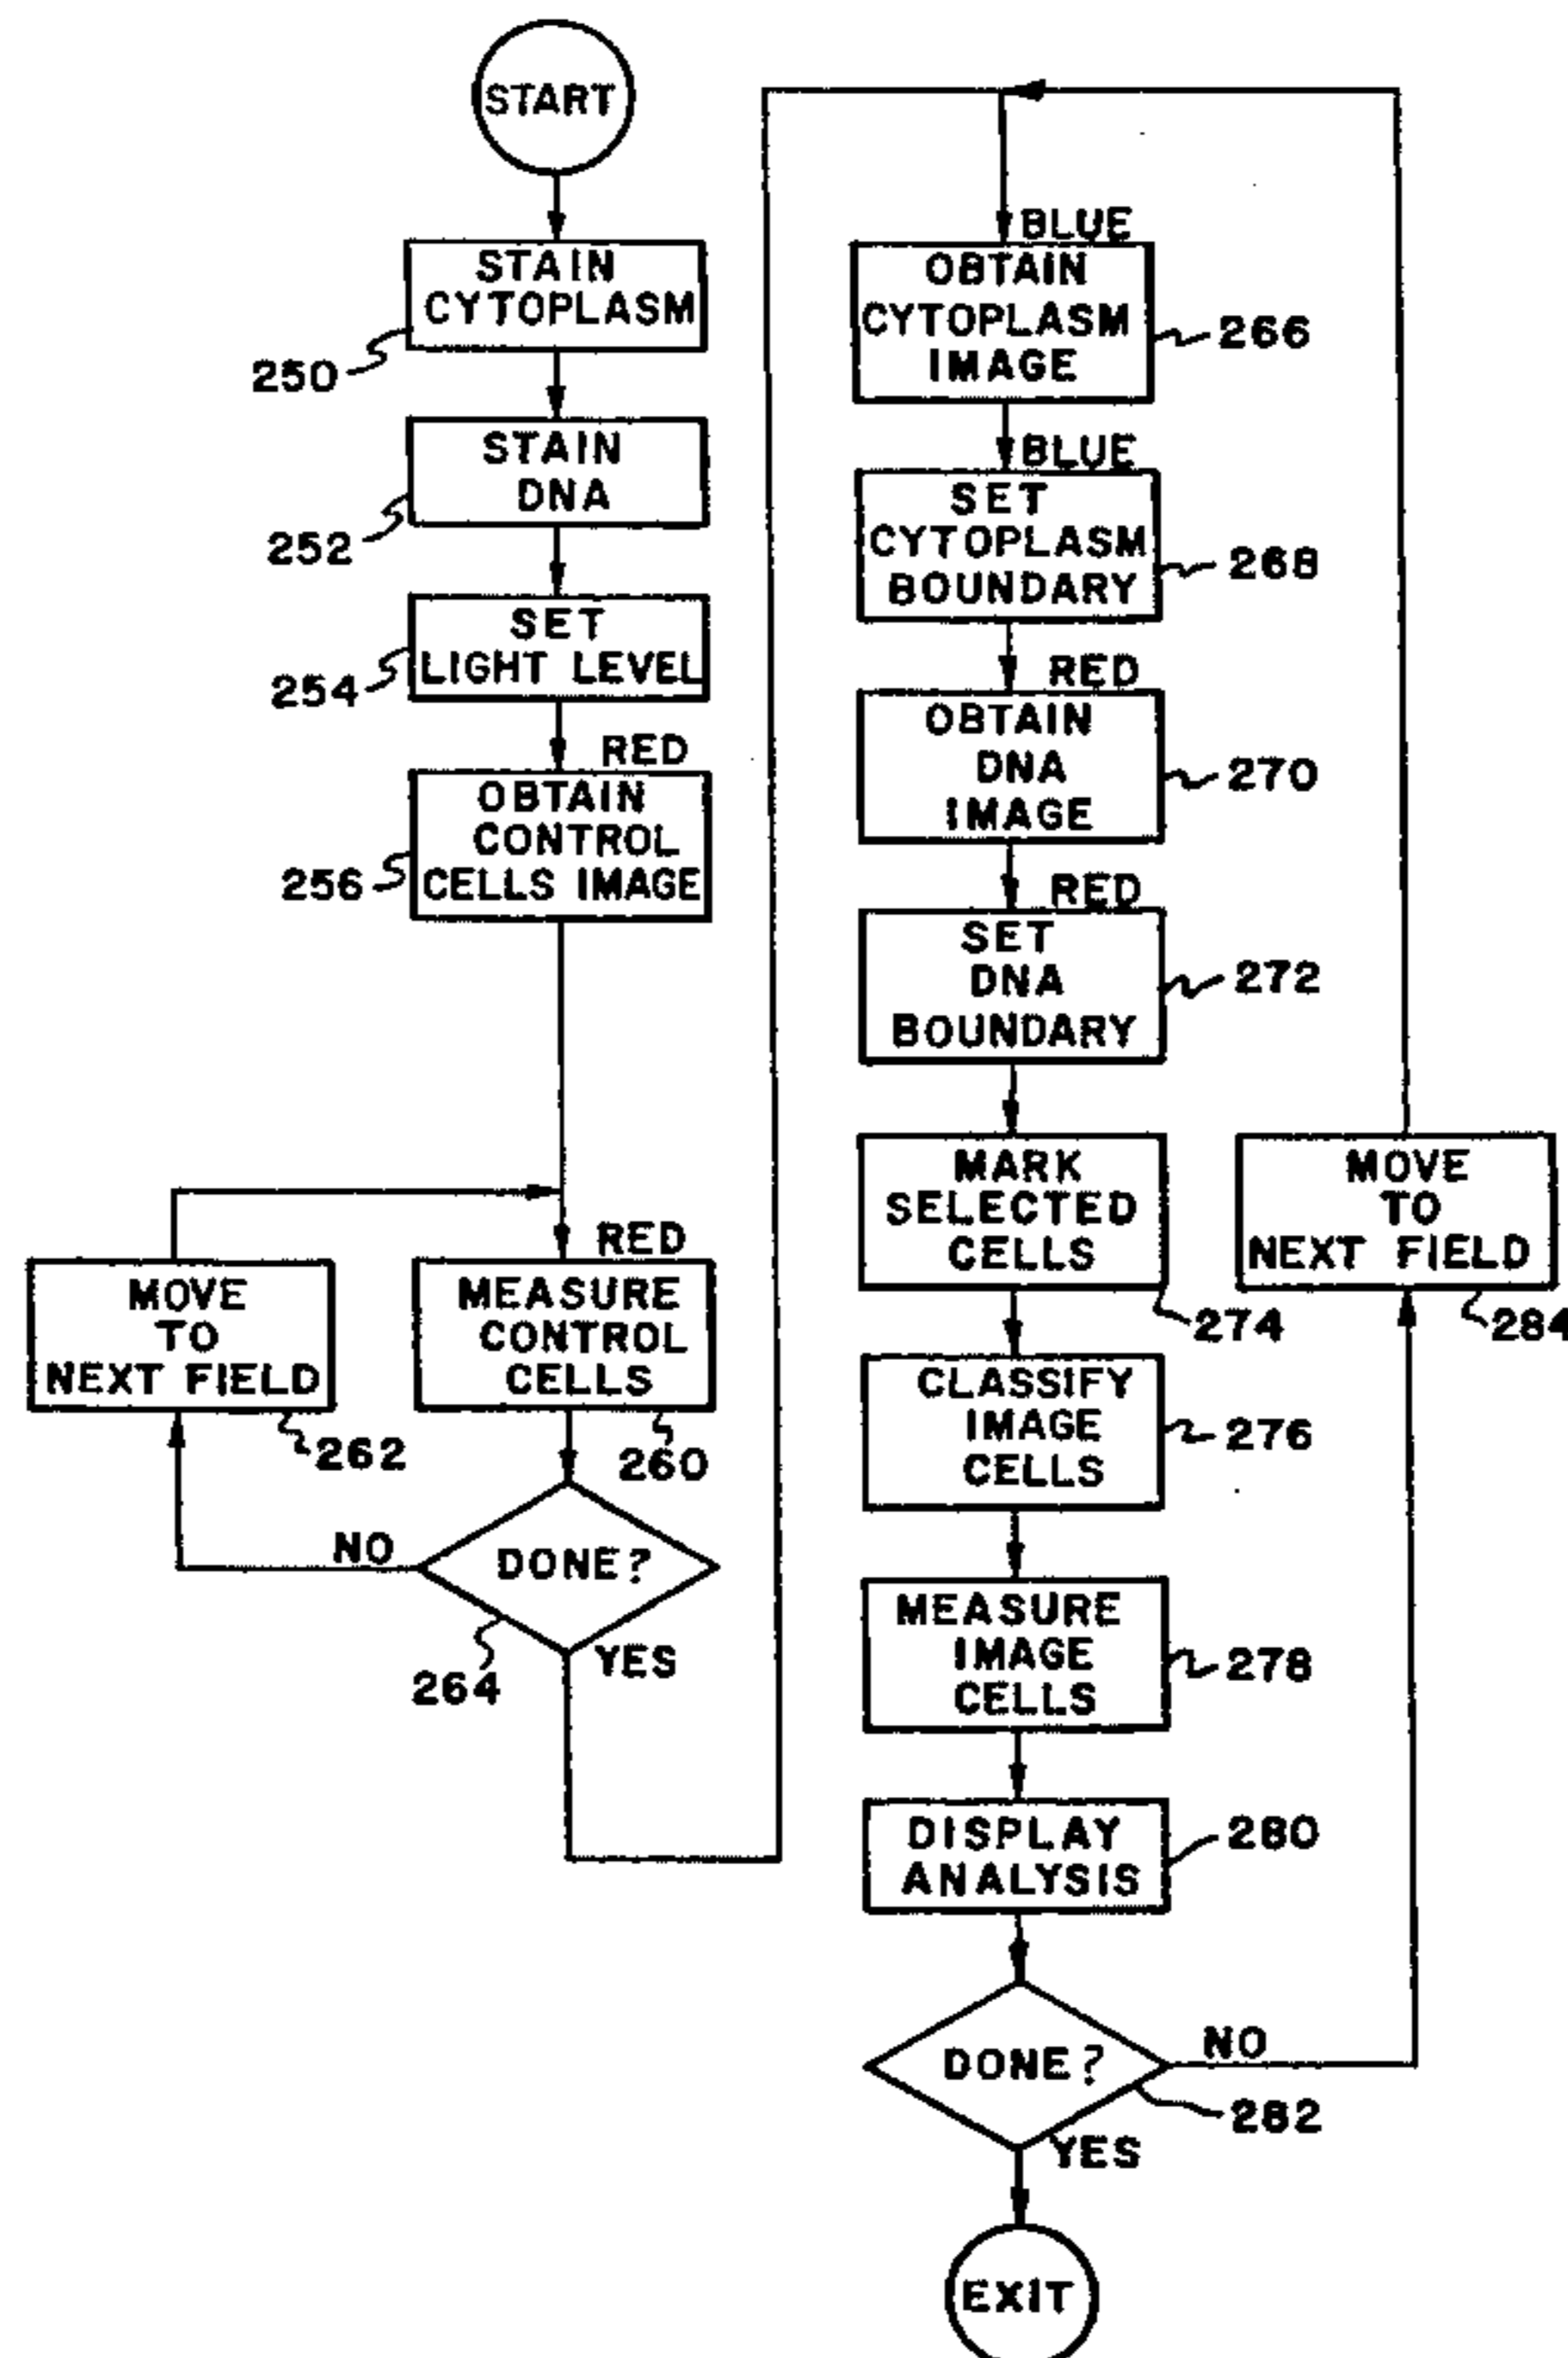 START
STAIN
CYTOPLASM
250
STAIN
DNA
252
SET
LIGHT LEVEL
254
RED
OBTAIN
CONTROL
CELLS IMAGE
256
RED
MEASURE
CONTROL
CELLS
260
MOVE
TO
NEXT FIELD
262
DONE?
NO
YES
264
BLUE
OBTAIN
CYTOPLASM
IMAGE
266
BLUE
SET
CYTOPLASM
BOUNDARY
268
RED
OBTAIN
DNA
IMAGE
270
RED
SET
DNA
BOUNDARY
272
MARK
SELECTED
CELLS
274
MOVE
TO
NEXT FIELD
284
CLASSIFY
IMAGE
CELLS
276
MEASURE
IMAGE
CELLS
278
DISPLAY
ANALYSIS
280
DONE?
NO
282
YES
EXIT